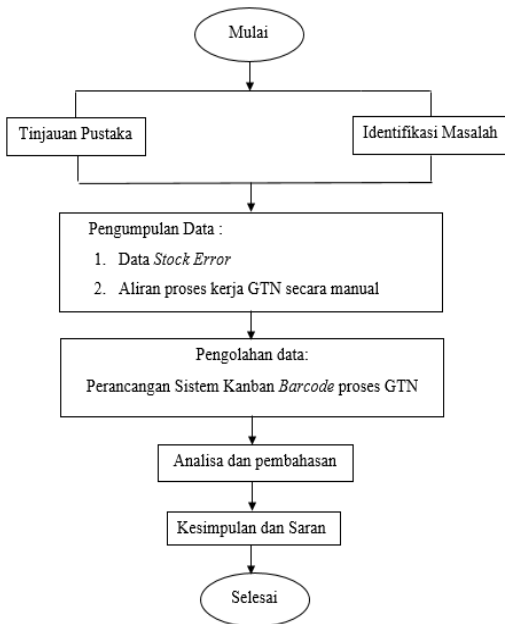 Mulai
Tinjauan Pustaka
Identifikasi Masalah
Pengumpulan Data :
1. Data Stock Error
2. Aliran proses kerja GTN secara manual
Pengolahan data:
Perancangan Sistem Kanban Barcode proses GTN
Analisa dan pembahasan
Kesimpulan dan Saran
Selesai